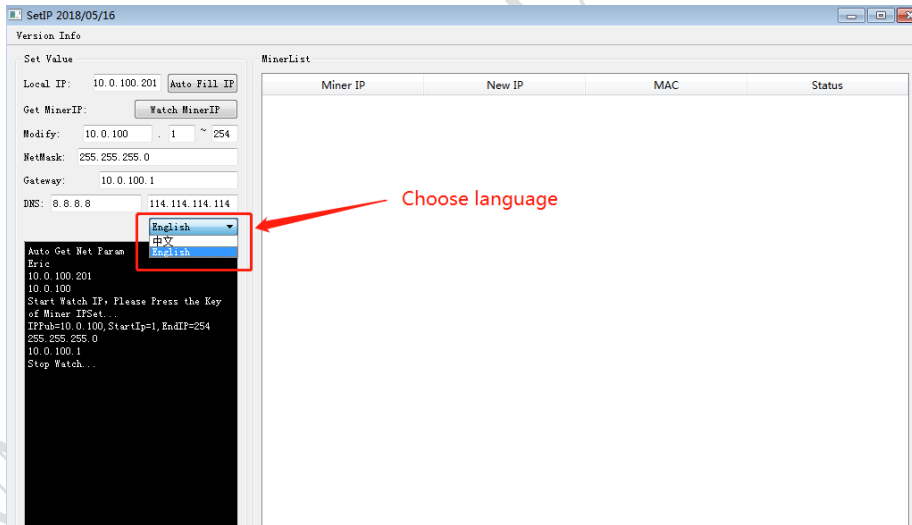 SetIP 2018/05/16
Version Info
Set Value
Local IP: 10.0.100.201 Auto Fill IP
Get MinerIP: Watch MinerIP
Modify: 10.0.100 . 1 ~ 254
NetMask: 255.255.255.0
Gateway: 10.0.100.1
DNS: 8.8.8.8 114.114.114.114
English
中文
English
Auto Get Net Param
Eric
10.0.100.201
10.0.100
Start Watch IP, Please Press the Key
of Miner IPSet...
IPPub=10.0.100,StartIp=1,EndIP=254
255.255.255.0
10.0.100.1
Stop Watch...
MinerList
Miner IP New IP MAC Status
Choose language